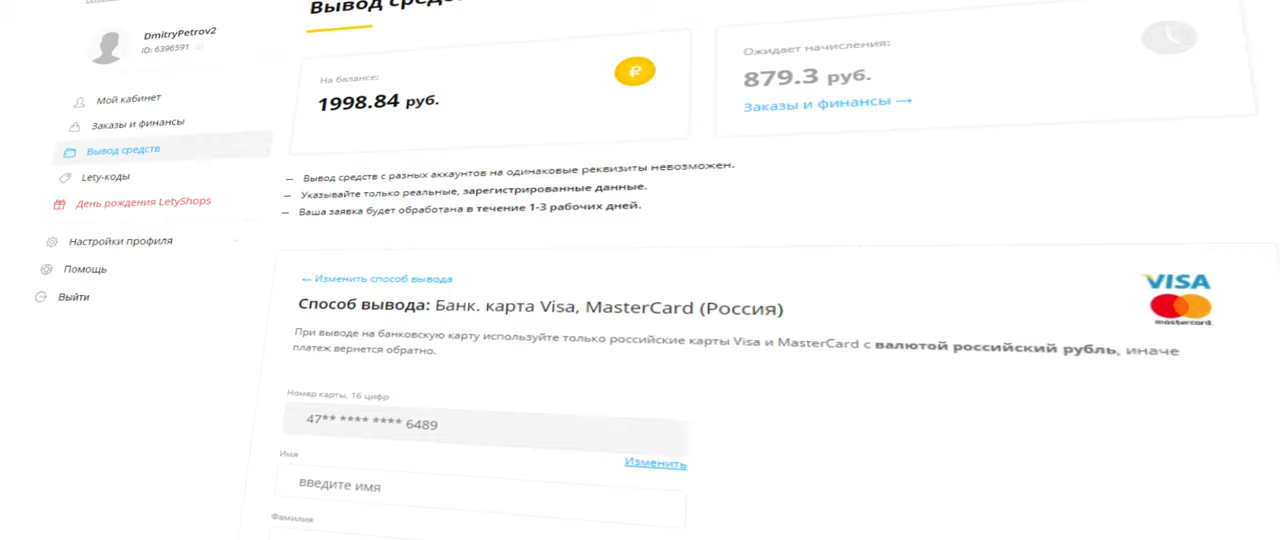 Вывод
DmitryPetrov2
ID: 6396591
Мой кабинет
Заказы и финансы
Вывод средств
Lety-коды
День рождения LetyShops
Настройки профиля
Помощь
Выйти
На балансе:
1998.84 руб.
₽
Ожидает начисления:
879.3 руб.
Заказы и финансы →
— Вывод средств с разных аккаунтов на одинаковые реквизиты невозможен.
— Указывайте только реальные, зарегистрированные данные.
— Ваша заявка будет обработана в течение 1-3 рабочих дней.
← Изменить способ вывода
Способ вывода: Банк. карта Visa, MasterCard (Россия)
VISA
mastercard.
При выводе на банковскую карту используйте только российские карты Visa и MasterCard с валютой российский рубль, иначе
платеж вернется обратно.
Номер карты, 16 цифр
47** **** **** 6489
Изменить
Имя
введите имя
Фамилия